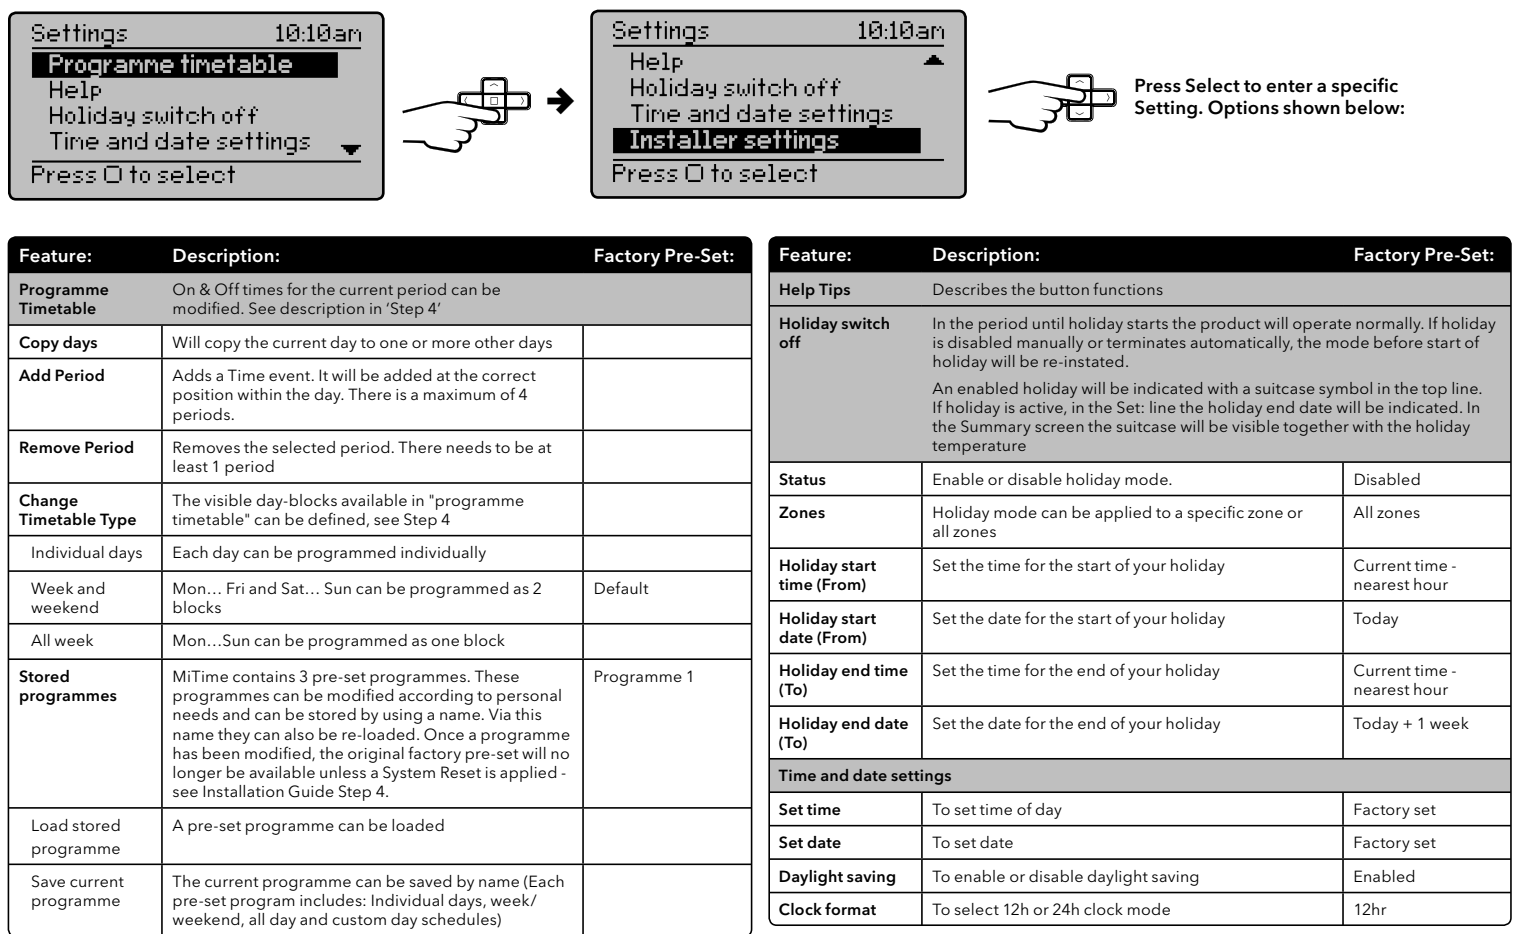 Settings 10:10am
Programme timetable
Help
Holiday switch off
Time and date settings
Press □ to select
Settings 10:10am
Help
Holiday switch off
Time and date settings
Installer settings
Press □ to select
Press Select to enter a specific
Setting. Options shown below:
Feature: Description: Factory Pre-Set:
Programme
Timetable
On & Off times for the current period can be
modified. See description in ‘Step 4’
Copy days
Will copy the current day to one or more other days
Add Period
Adds a Time event. It will be added at the correct
position within the day. There is a maximum of 4
periods.
Remove Period
Removes the selected period. There needs to be at
least 1 period
Change
Timetable Type
The visible day-blocks available in "programme
timetable" can be defined, see Step 4
Individual days
Each day can be programmed individually
Week and
weekend
Mon… Fri and Sat… Sun can be programmed as 2
blocks
Default
All week
Mon…Sun can be programmed as one block
Stored
programmes
MiTime contains 3 pre-set programmes. These
programmes can be modified according to personal
needs and can be stored by using a name. Via this
name they can also be re-loaded. Once a programme
has been modified, the original factory pre-set will no
longer be available unless a System Reset is applied -
see Installation Guide Step 4.
Programme 1
Load stored
programme
A pre-set programme can be loaded
Save current
programme
The current programme can be saved by name (Each
pre-set program includes: Individual days, week/
weekend, all day and custom day schedules)
Feature: Description: Factory Pre-Set:
Help Tips
Describes the button functions
Holiday switch
off
In the period until holiday starts the product will operate normally. If holiday
is disabled manually or terminates automatically, the mode before start of
holiday will be re-instated.
An enabled holiday will be indicated with a suitcase symbol in the top line.
If holiday is active, in the Set: line the holiday end date will be indicated. In
the Summary screen the suitcase will be visible together with the holiday
temperature
Status
Enable or disable holiday mode.
Disabled
Zones
Holiday mode can be applied to a specific zone or
all zones
All zones
Holiday start
time (From)
Set the time for the start of your holiday
Current time -
nearest hour
Holiday start
date (From)
Set the date for the start of your holiday
Today
Holiday end time
(To)
Set the time for the end of your holiday
Current time -
nearest hour
Holiday end date
(To)
Set the date for the end of your holiday
Today + 1 week
Time and date settings
Set time
To set time of day
Factory set
Set date
To set date
Factory set
Daylight saving
To enable or disable daylight saving
Enabled
Clock format
To select 12h or 24h clock mode
12hr